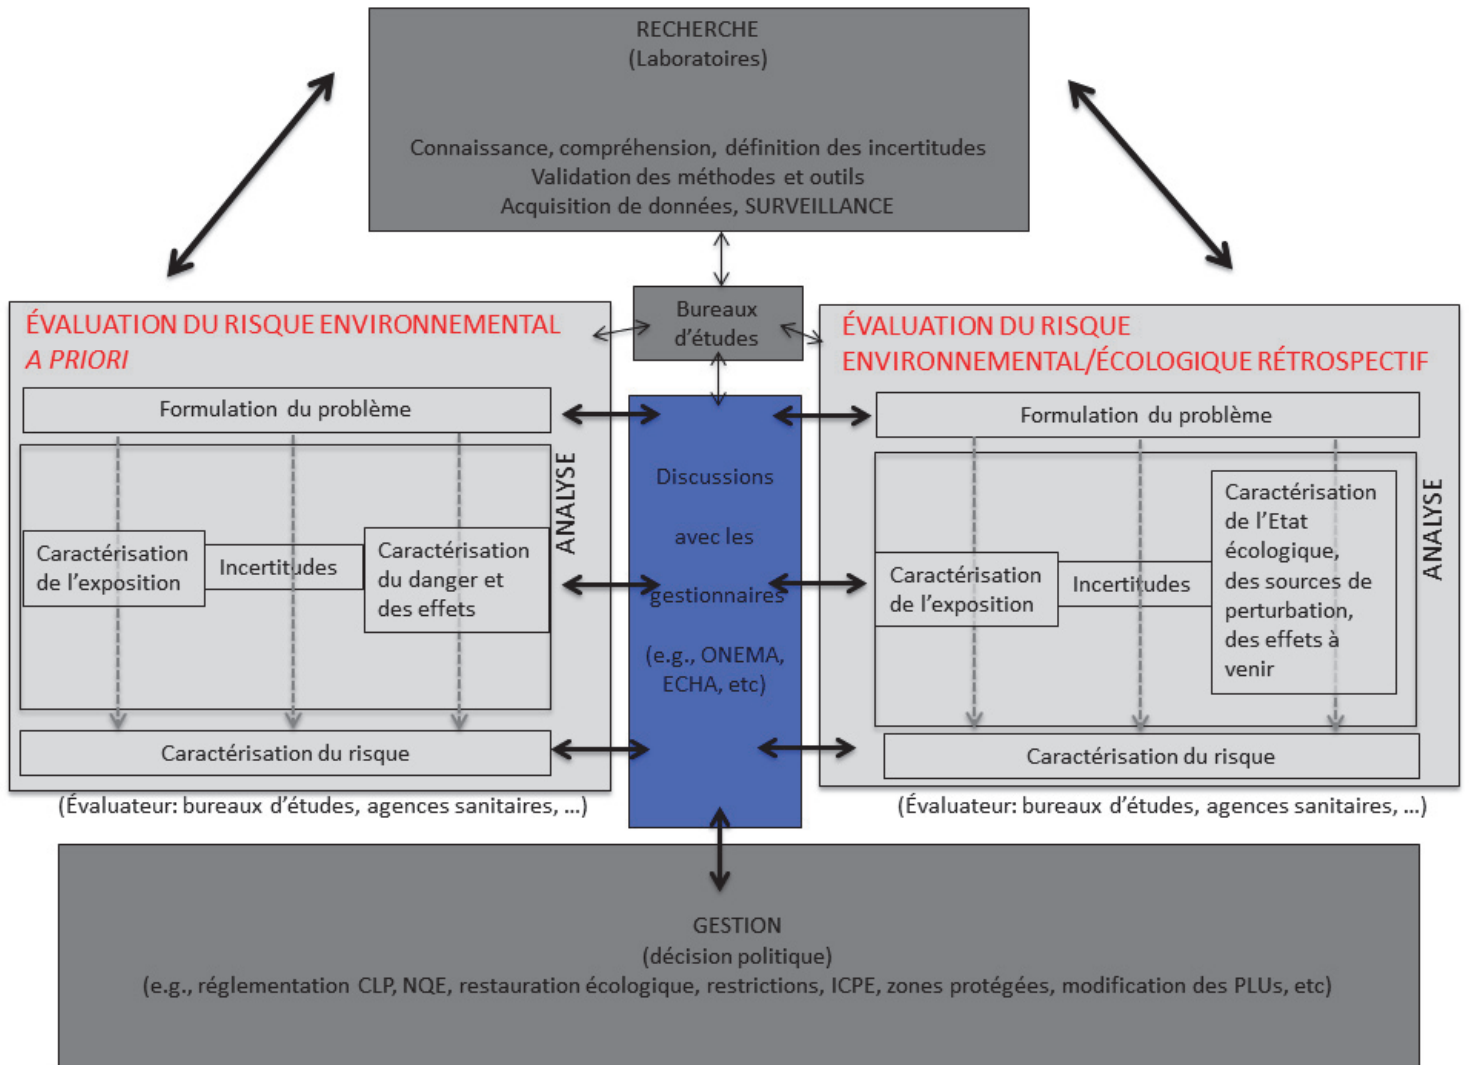 RECHERCHE
(Laboratoires)
Connaissance, compréhension, définition des incertitudes
Validation des méthodes et outils
Acquisition de données, SURVEILLANCE
Bureaux
d'études
ÉVALUATION DU RISQUE ENVIRONNEMENTAL
A PRIORI
Formulation du problème
ANALYSE
Caractérisation
de l'exposition
Incertitudes
Caractérisation
du danger et
des effets
Caractérisation du risque
(Évaluateur: bureaux d'études, agences sanitaires, ...)
Discussions
avec les
gestionnaires
(e.g., ONEMA,
ECHA, etc)
ÉVALUATION DU RISQUE
ENVIRONNEMENTAL/ÉCOLOGIQUE RÉTROSPECTIF
Formulation du problème
ANALYSE
Caractérisation
de l'exposition
Incertitudes
Caractérisation
de l'Etat
écologique,
des sources de
perturbation,
des effets à
venir
Caractérisation du risque
(Évaluateur: bureaux d'études, agences sanitaires, ...)
GESTION
(décision politique)
(e.g., réglementation CLP, NQE, restauration écologique, restrictions, ICPE, zones protégées, modification des PLUs, etc)